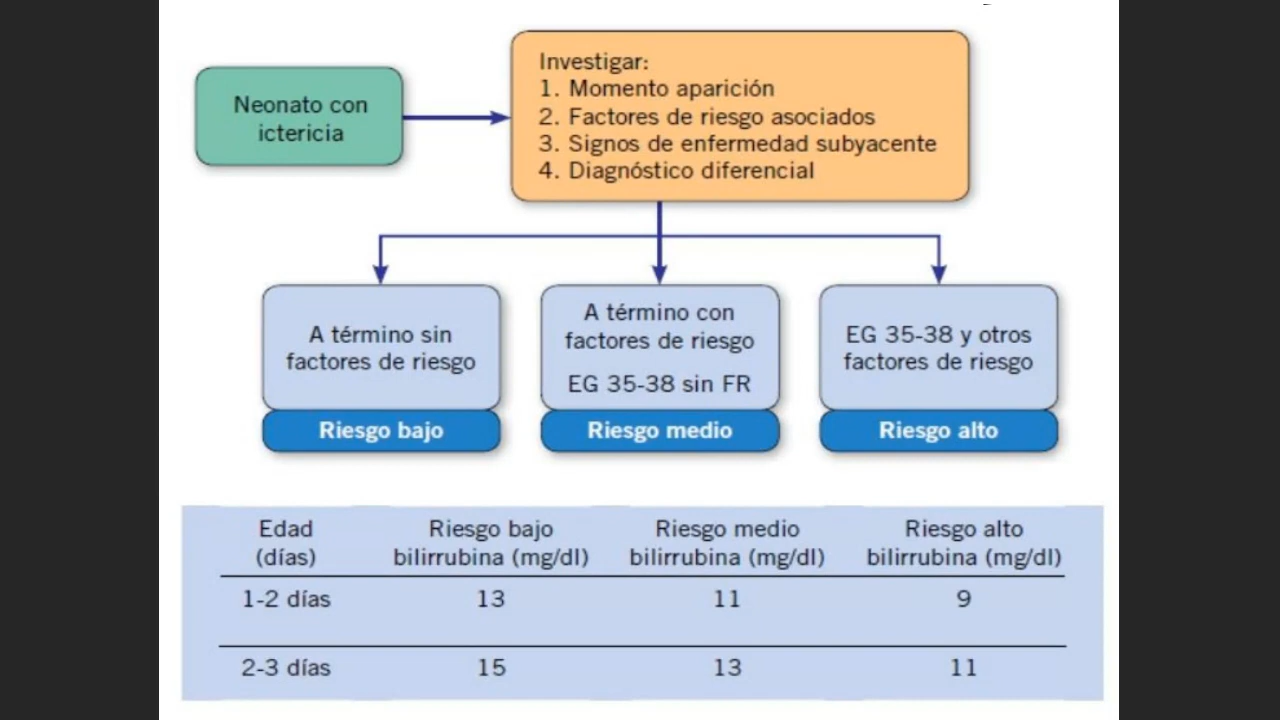 Neonato con
ictericia
Investigar:
1. Momento aparición
2. Factores de riesgo asociados
3. Signos de enfermedad subyacente
4. Diagnóstico diferencial
A término sin
factores de riesgo
Riesgo bajo
A término con
factores de riesgo
EG 35-38 sin FR
Riesgo medio
EG 35-38 y otros
factores de riesgo
Riesgo alto
Edad (días) Riesgo bajo bilirrubina (mg/dl) Riesgo medio bilirrubina (mg/dl) Riesgo alto bilirrubina (mg/dl)
1-2 días 13 11 9
2-3 días 15 13 11